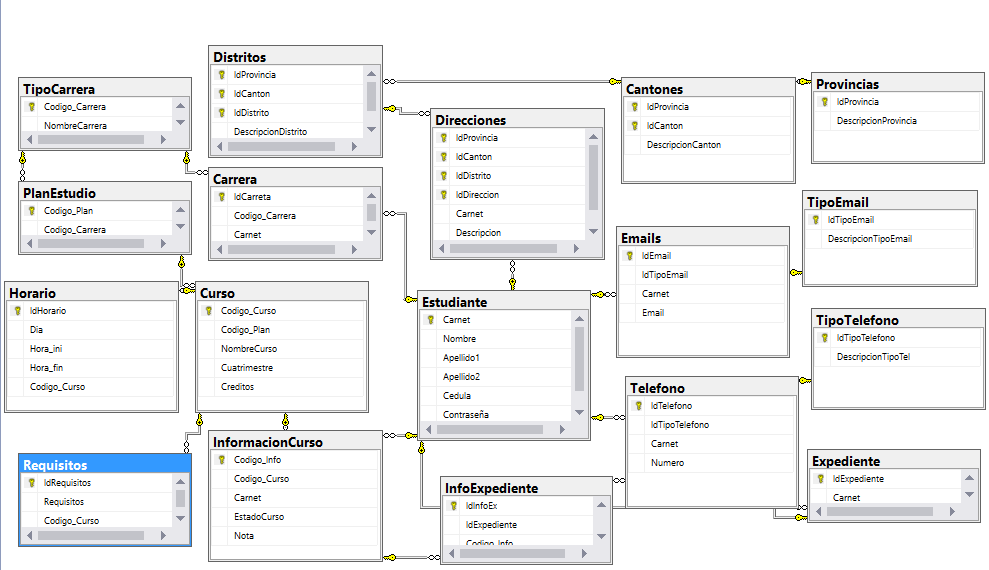 Distritos
IdProvincia
IdCanton
IdDistrito
DescripcionDistrito
TipoCarrera
Codigo_Carrera
NombreCarrera
Cantones
IdProvincia
IdCanton
DescripcionCanton
Provincias
IdProvincia
DescripcionProvincia
Direcciones
IdProvincia
IdCanton
IdDistrito
IdDireccion
Carnet
Descripcion
PlanEstudio
Codigo_Plan
Codigo_Carrera
Carrera
IdCarreta
Codigo_Carrera
Carnet
TipoEmail
IdTipoEmail
DescripcionTipoEmail
Emails
IdEmail
IdTipoEmail
Carnet
Email
Horario
IdHorario
Dia
Hora_ini
Hora_fin
Codigo_Curso
Curso
Codigo_Curso
Codigo_Plan
NombreCurso
Cuatrimestre
Creditos
Estudiante
Carnet
Nombre
Apellido1
Apellido2
Cedula
Contraseña
TipoTelefono
IdTipoTelefono
DescripcionTipoTel
Telefono
IdTelefono
IdTipoTelefono
Carnet
Numero
Requisitos
IdRequisitos
Requisitos
Codigo_Curso
InformacionCurso
Codigo_Info
Codigo_Curso
Carnet
EstadoCurso
Nota
InfoExpediente
IdInfoEx
IdExpediente
Codigo_Info
Expediente
IdExpediente
Carnet